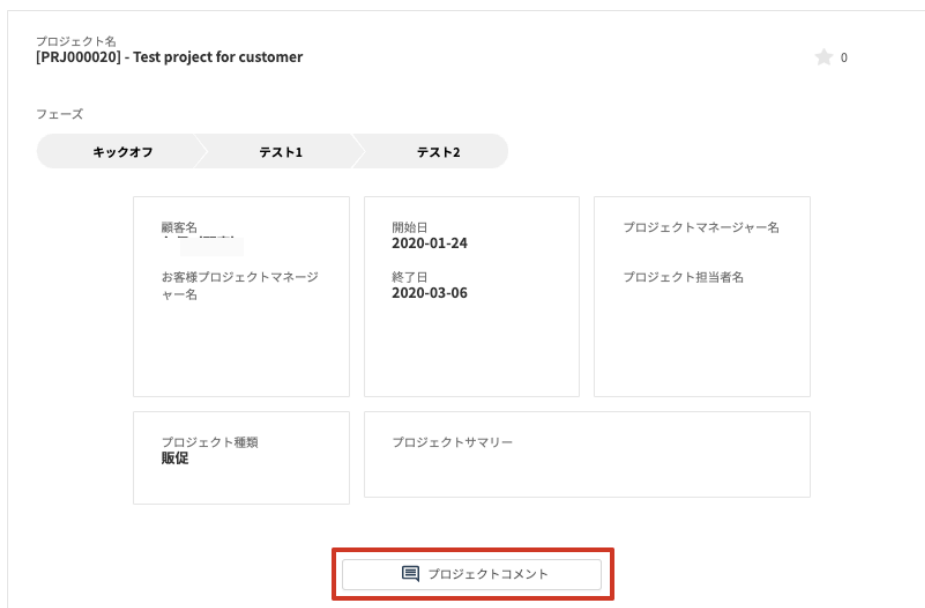 プロジェクト名
[PRJ000020] - Test project for customer
0
フェーズ
キックオフ
テスト1
テスト2
顧客名
お客様プロジェクトマネージ
ャー名
開始日
2020-01-24
終了日
2020-03-06
プロジェクトマネージャー名
プロジェクト担当者名
プロジェクト種類
販促
プロジェクトサマリー
プロジェクトコメント